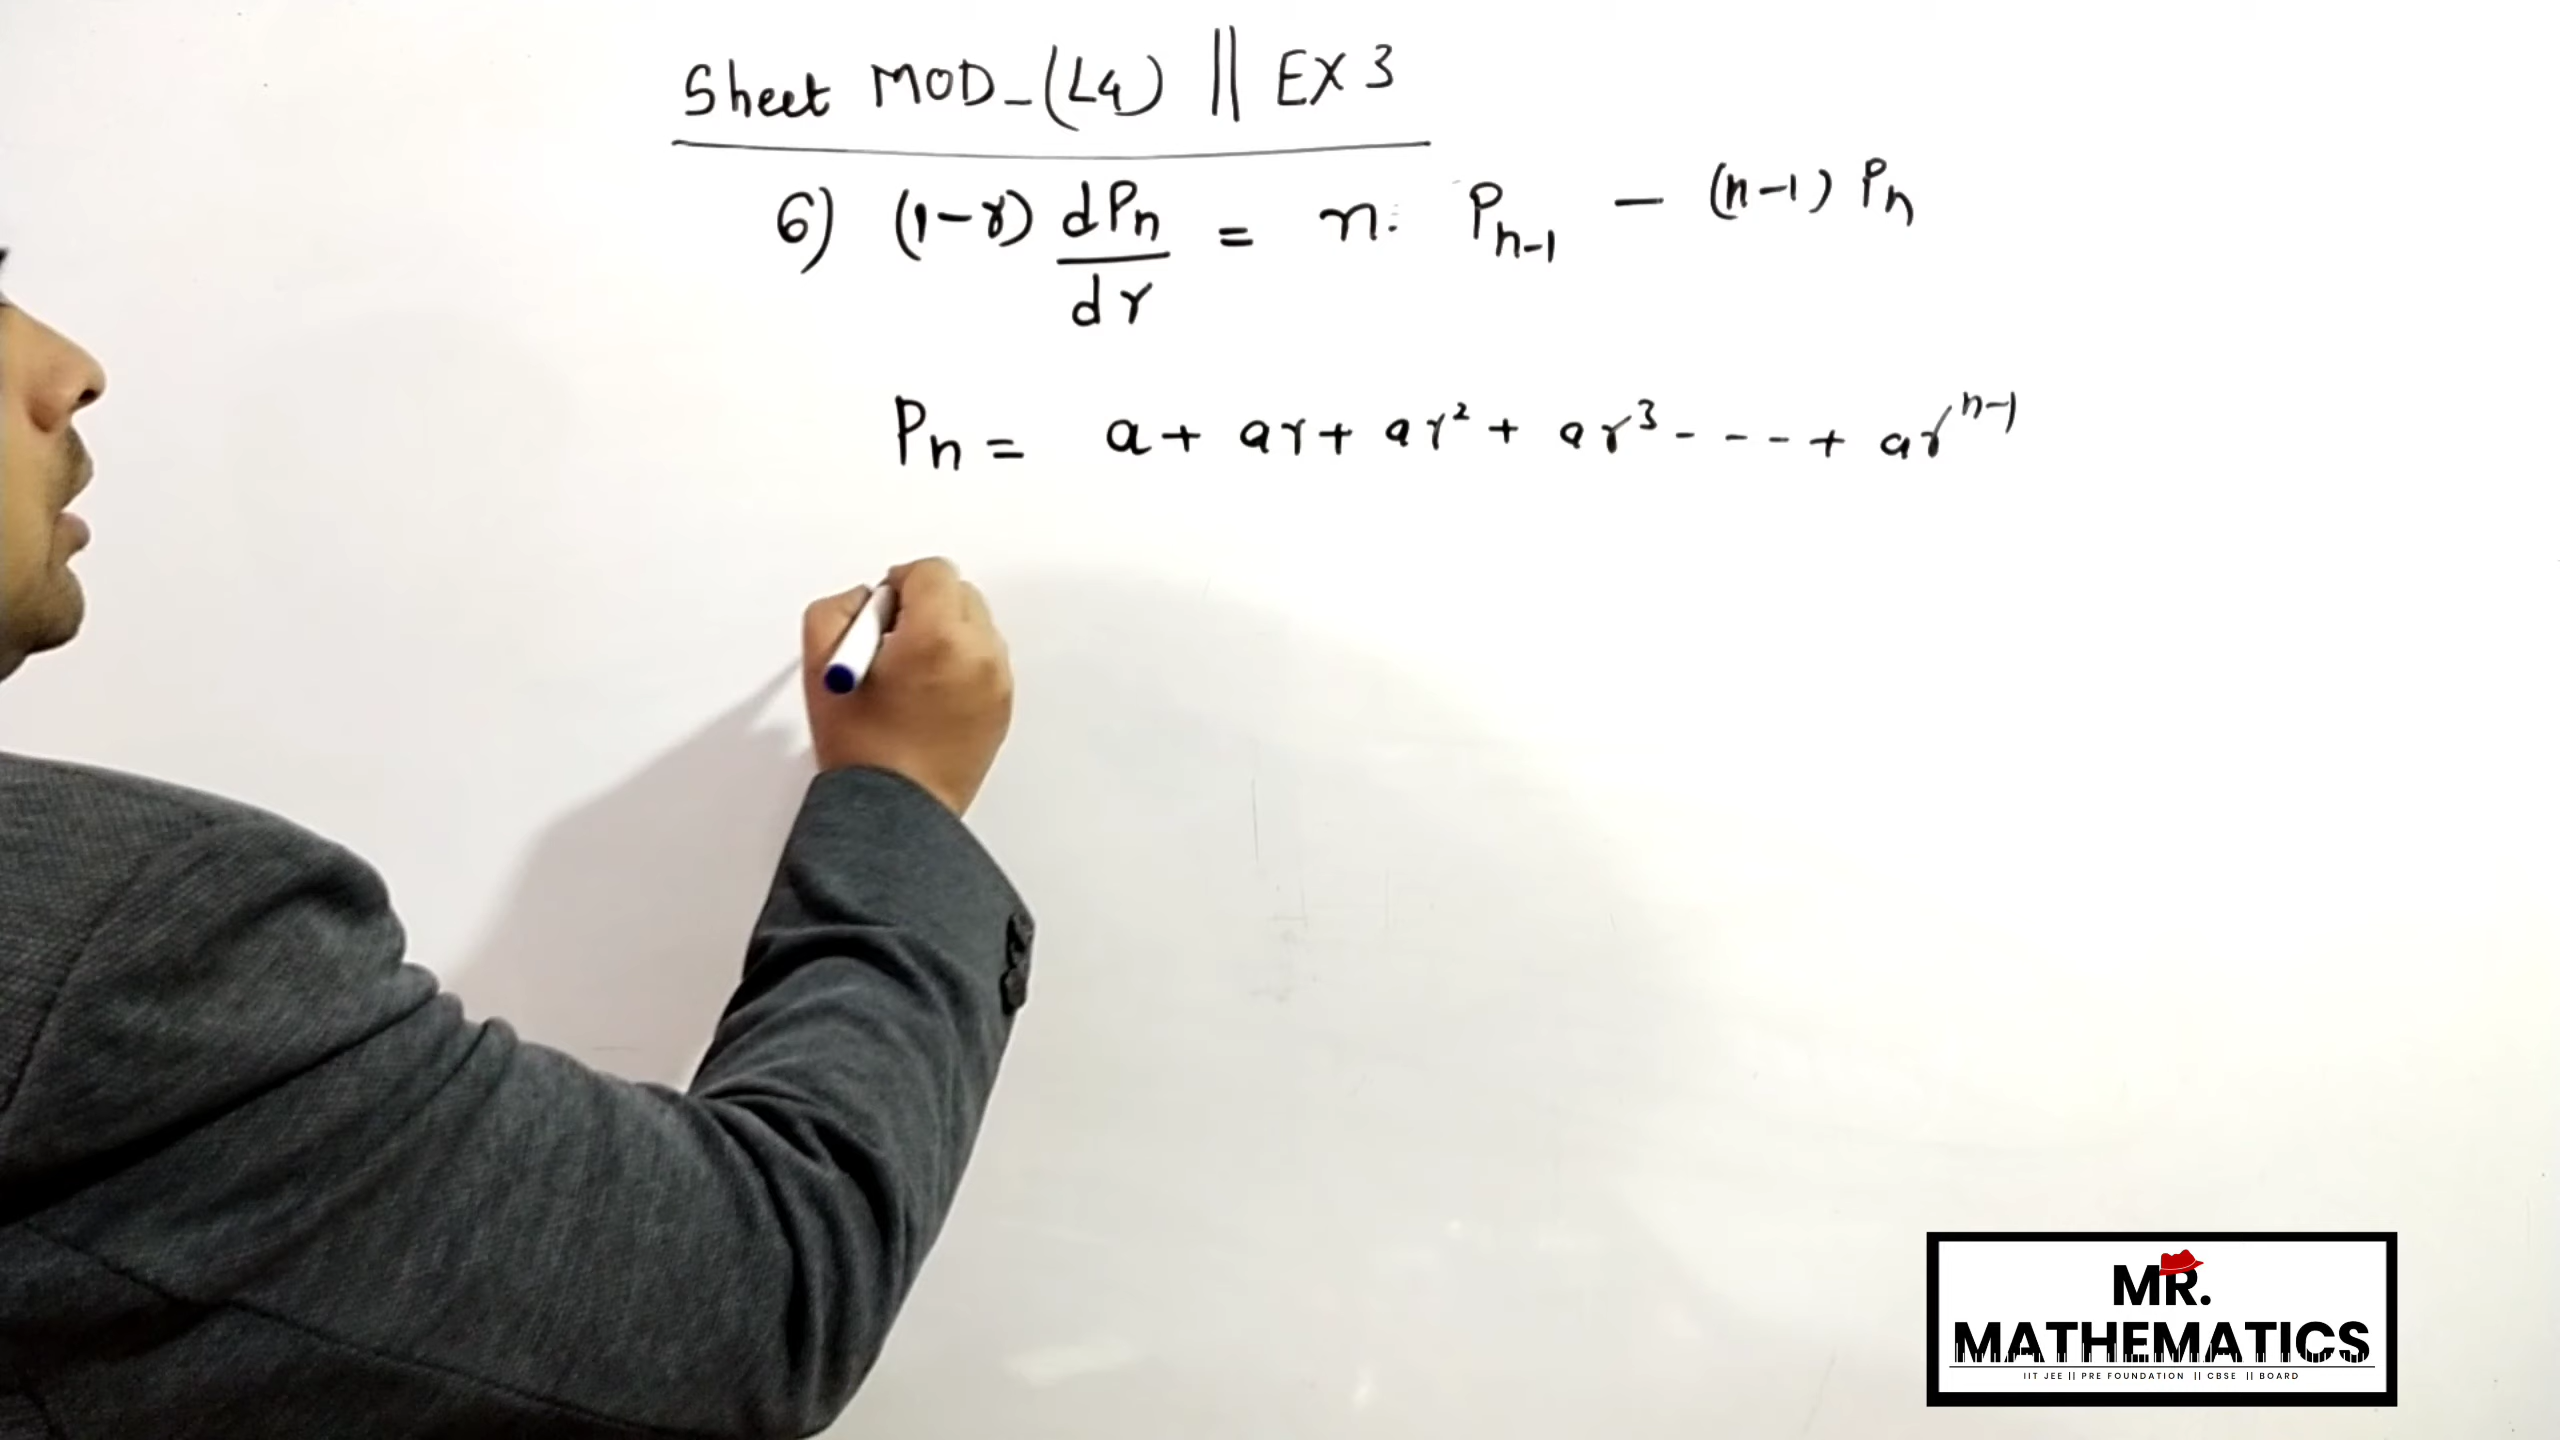 Sheet MOD-(L4) || EX 3
6) (1-r) dPn/dr = n. Pn-1 - (n-1) Pn
Pn = a + ar + ar² + ar³ - - - - + ar^n-1
MR.
MATHEMATICS
IIT JEE || PRE FOUNDATION || CBSE || BOARD